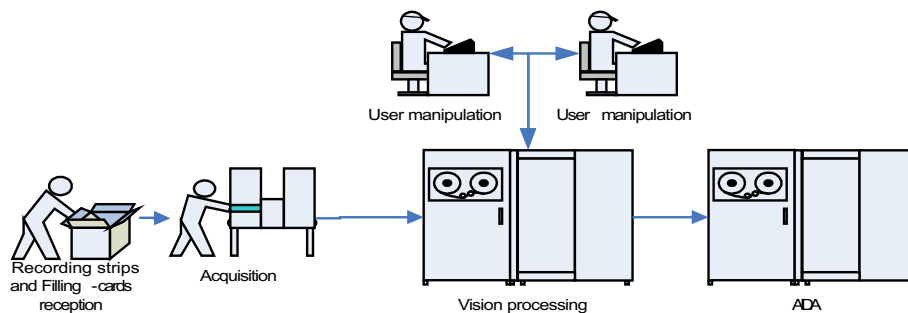 User manipulation
User manipulation
Recording strips
and Filling -cards
reception
Acquisition
Vision processing
ADA